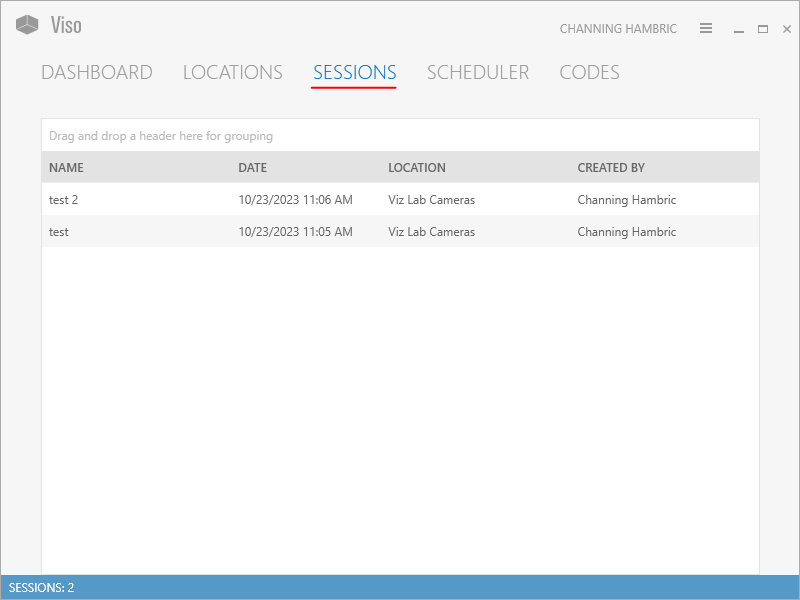 Viso
CHANNING HAMBRIC
DASHBOARD LOCATIONS SESSIONS SCHEDULER CODES
Drag and drop a header here for grouping
NAME DATE LOCATION CREATED BY
test 2 10/23/2023 11:06 AM Viz Lab Cameras Channing Hambric
test 10/23/2023 11:05 AM Viz Lab Cameras Channing Hambric
SESSIONS: 2